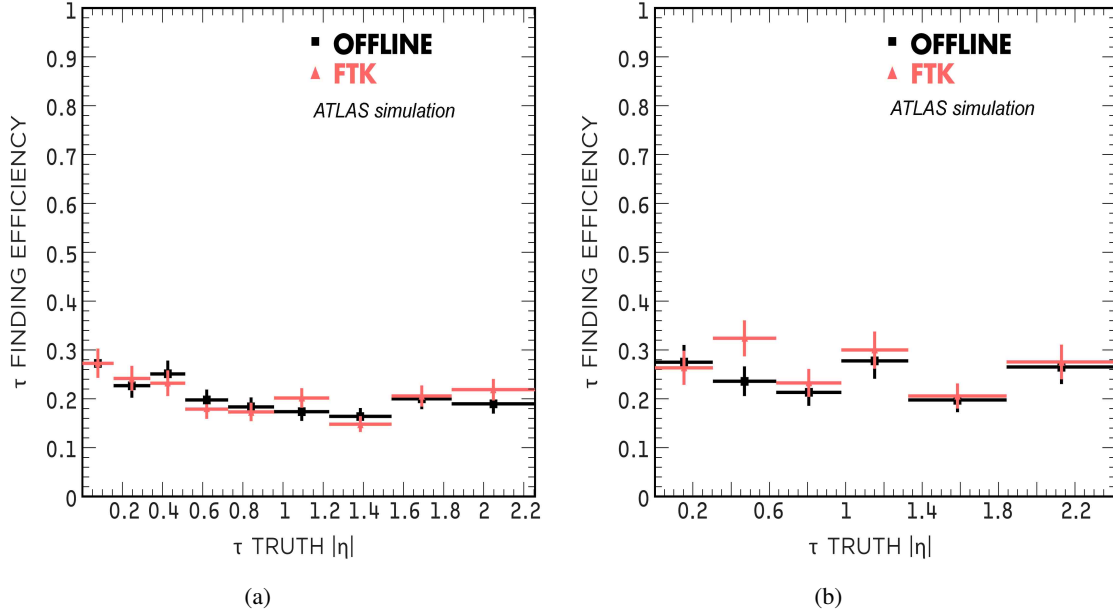 OFFLINE
FTK
ATLAS simulation
τ FINDING EFFICIENCY
1
0.9
0.8
0.7
0.6
0.5
0.4
0.3
0.2
0.1
0
0.2 0.4 0.6 0.8 1 1.2 1.4 1.6 1.8 2 2.2
τ TRUTH |η|
(a)
OFFLINE
FTK
ATLAS simulation
τ FINDING EFFICIENCY
1
0.9
0.8
0.7
0.6
0.5
0.4
0.3
0.2
0.1
0
0.2 0.6 1 1.4 1.8 2.2
τ TRUTH |η|
(b)